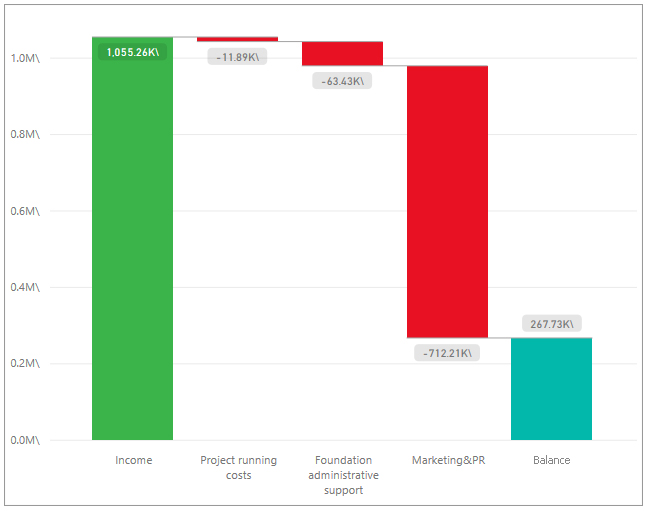 1,055.26K\
-11.89K\
1.0M\
-63.43K\
0.8M\
0.6M\
0.4M\
267.73K\
-712.21K\
0.2M\
0.0M\
Income
Project running
costs
Foundation
administrative
support
Marketing&PR
Balance